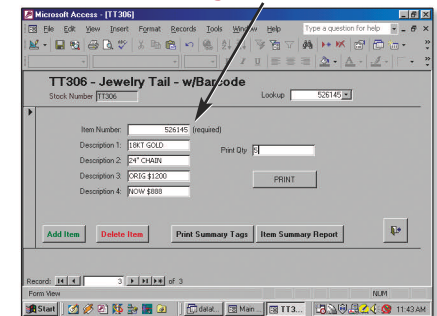 Microsoft Access - [TT306]
File Edit View Insert Format Records Tools Window Help Type a question for help
TT306 - Jewelry Tail - w/Barcode
Stock Number TT306 Lookup 526145
Item Number: 526145 (required)
Description 1: 18KT GOLD
Print Qty 5
Description 2: 24" CHAIN
Description 3: ORIG $1200
PRINT
Description 4: NOW $888
Add Item Delete Item Print Summary Tags Item Summary Report
Record: 3 of 3
Form View NUM
Start datat... Main... TT3... 11:43 AM